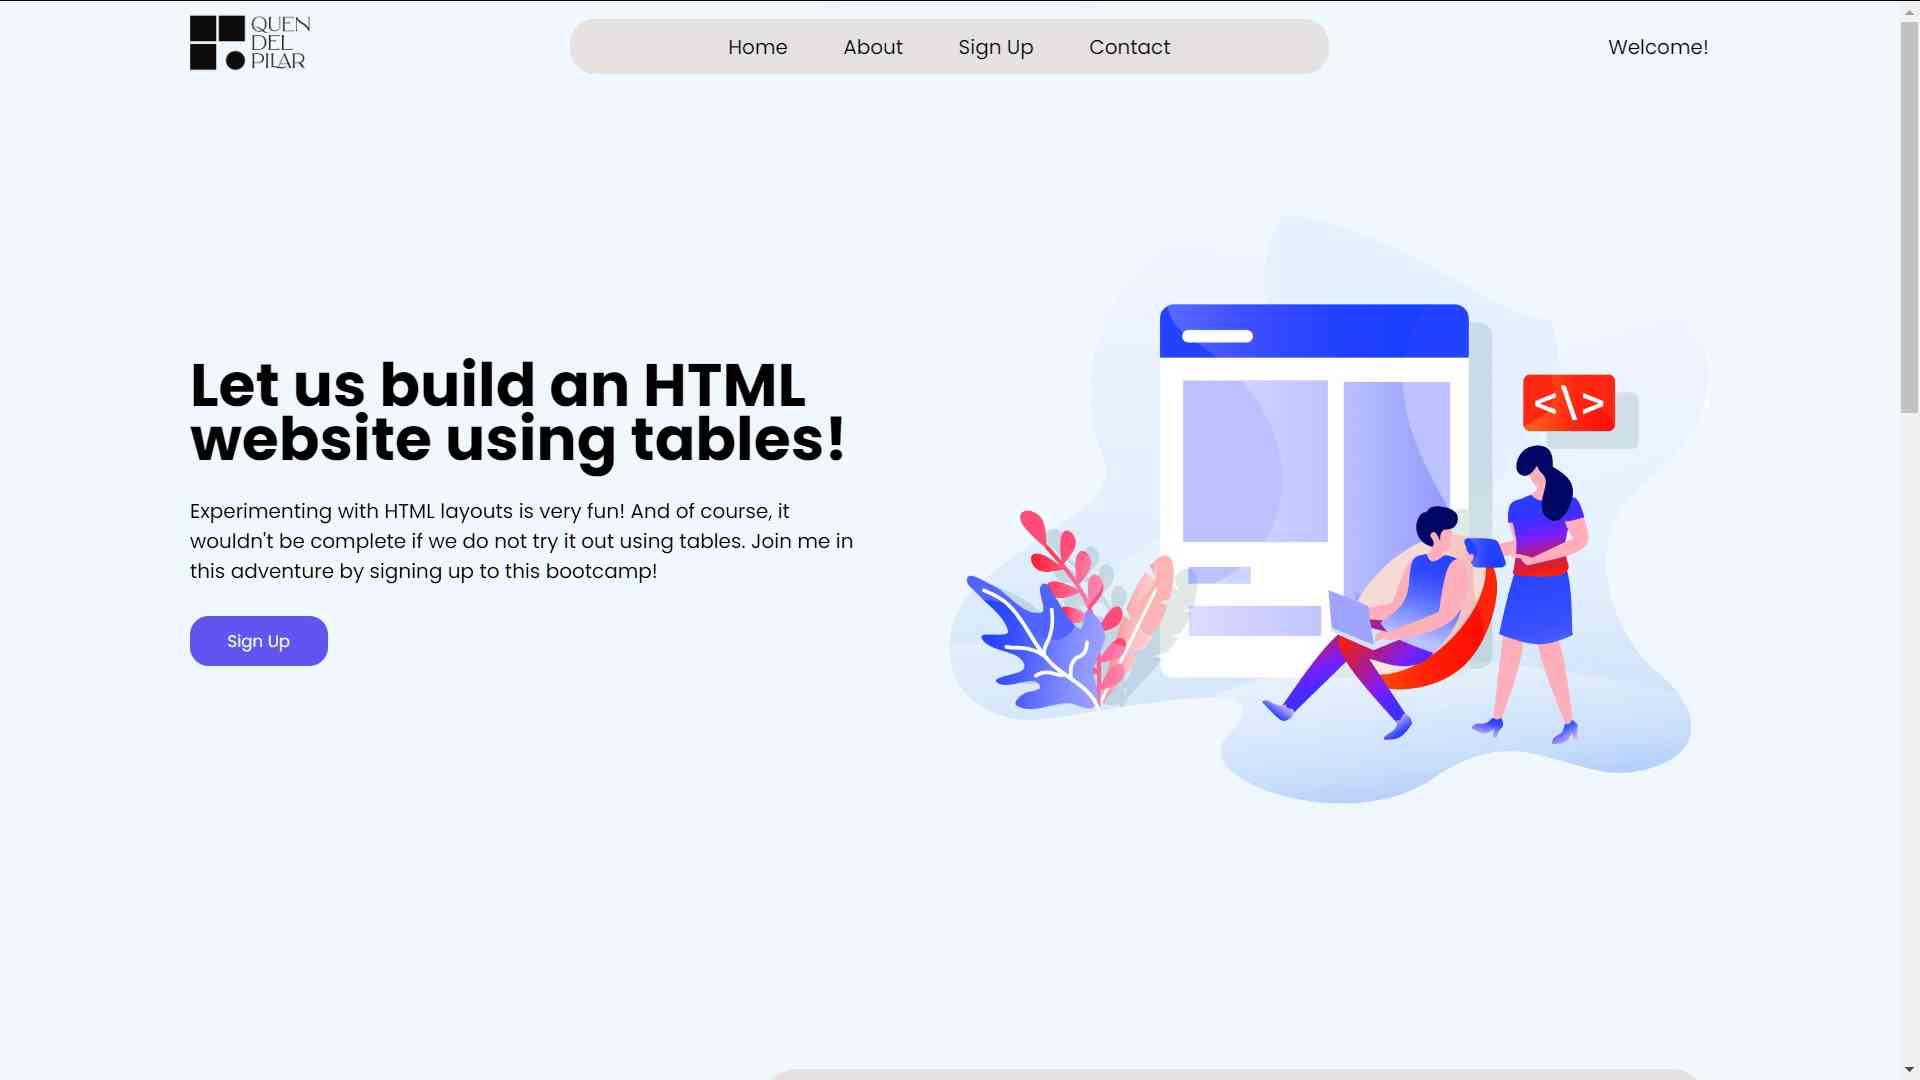 QUEN
DEL
PILAR
Home About Sign Up Contact
Welcome!
Let us build an HTML
website using tables!
Experimenting with HTML layouts is very fun! And of course, it
wouldn't be complete if we do not try it out using tables. Join me in
this adventure by signing up to this bootcamp!
Sign Up
<\>